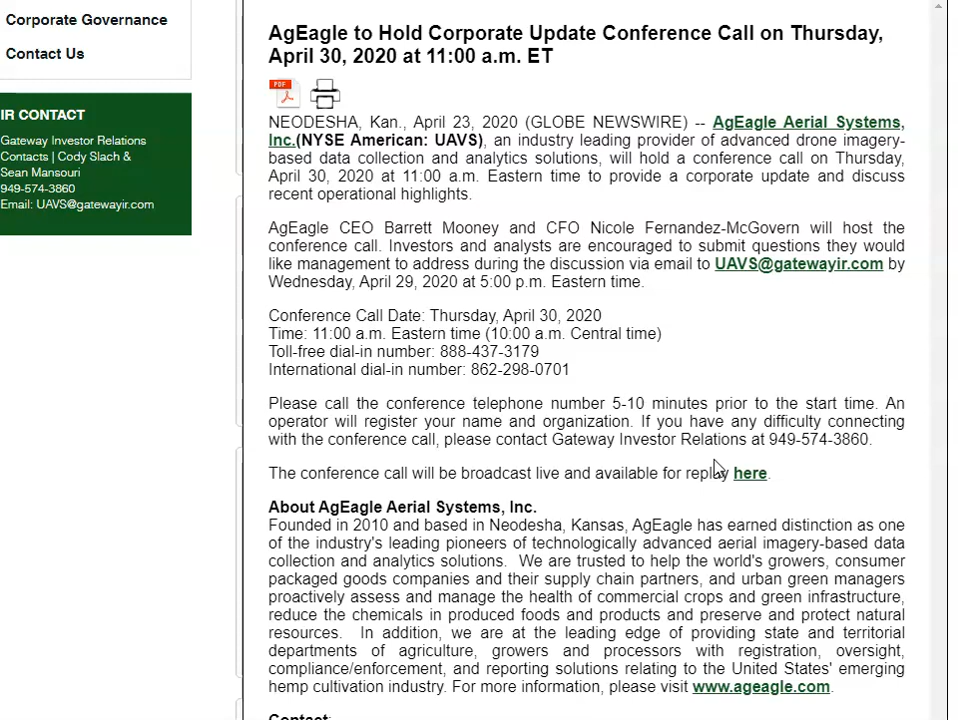 Corporate Governance
Contact Us
IR CONTACT
Gateway Investor Relations
Contacts | Cody Slach &
Sean Mansouri
949-574-3860
Email: UAVS@gatewayir.com
AgEagle to Hold Corporate Update Conference Call on Thursday,
April 30, 2020 at 11:00 a.m. ET
PDF
NEODESHA, Kan., April 23, 2020 (GLOBE NEWSWIRE) -- AgEagle Aerial Systems,
Inc.(NYSE American: UAVS), an industry leading provider of advanced drone imagery-
based data collection and analytics solutions, will hold a conference call on Thursday,
April 30, 2020 at 11:00 a.m. Eastern time to provide a corporate update and discuss
recent operational highlights.
AgEagle CEO Barrett Mooney and CFO Nicole Fernandez-McGovern will host the
conference call. Investors and analysts are encouraged to submit questions they would
like management to address during the discussion via email to UAVS@gatewayir.com by
Wednesday, April 29, 2020 at 5:00 p.m. Eastern time.
Conference Call Date: Thursday, April 30, 2020
Time: 11:00 a.m. Eastern time (10:00 a.m. Central time)
Toll-free dial-in number: 888-437-3179
International dial-in number: 862-298-0701
Please call the conference telephone number 5-10 minutes prior to the start time. An
operator will register your name and organization. If you have any difficulty connecting
with the conference call, please contact Gateway Investor Relations at 949-574-3860.
The conference call will be broadcast live and available for replay here.
About AgEagle Aerial Systems, Inc.
Founded in 2010 and based in Neodesha, Kansas, AgEagle has earned distinction as one
of the industry's leading pioneers of technologically advanced aerial imagery-based data
collection and analytics solutions.  We are trusted to help the world's growers, consumer
packaged goods companies and their supply chain partners, and urban green managers
proactively assess and manage the health of commercial crops and green infrastructure,
reduce the chemicals in produced foods and products and preserve and protect natural
resources.  In addition, we are at the leading edge of providing state and territorial
departments of agriculture, growers and processors with registration, oversight,
compliance/enforcement, and reporting solutions relating to the United States' emerging
hemp cultivation industry. For more information, please visit www.ageagle.com.
Contact: